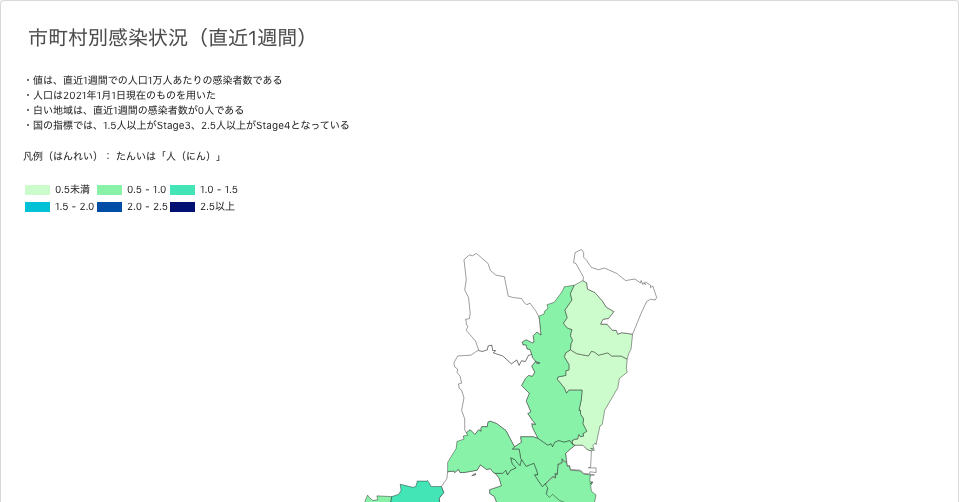 市町村別感染状況（直近1週間）
・値は、直近1週間での人口1万人あたりの感染者数である
・人口は2021年1月1日現在のものを用いた
・白い地域は、直近1週間の感染者数が0人である
・国の指標では、1.5人以上がStage3、2.5人以上がStage4となっている
凡例（はんれい）： たんいは「人（にん）」
0.5未満 0.5 - 1.0 1.0 - 1.5
1.5 - 2.0 2.0 - 2.5 2.5以上